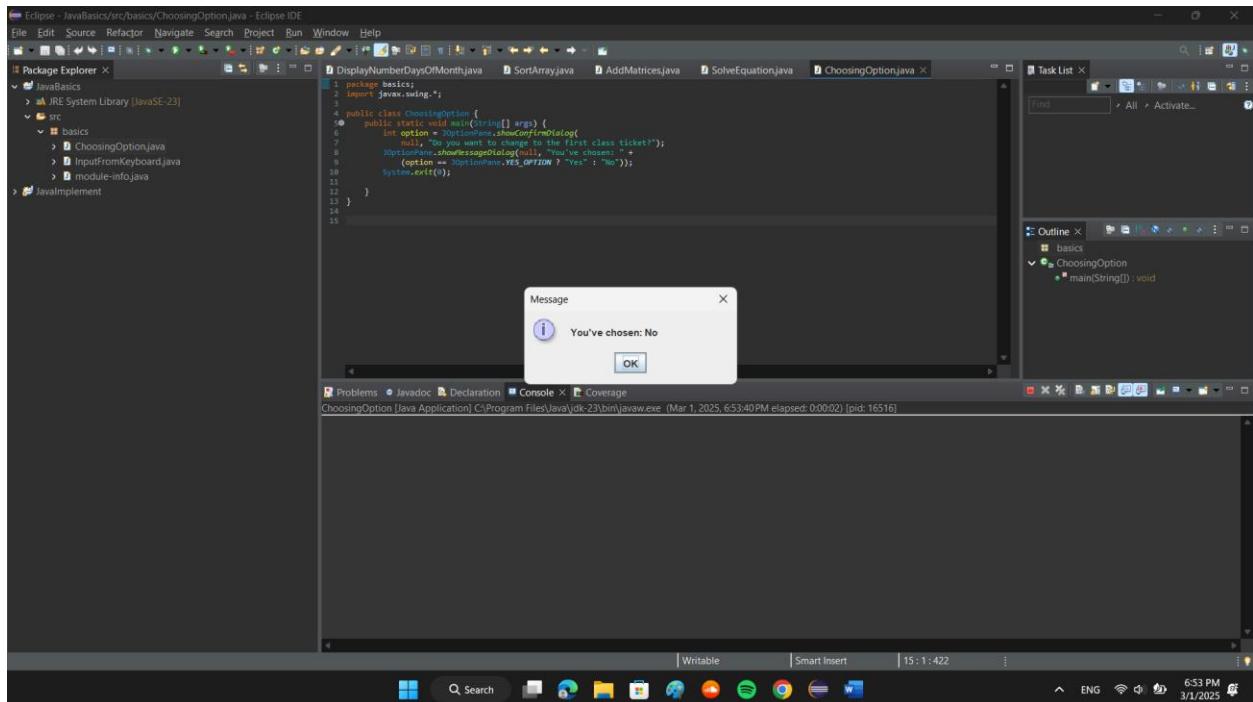 Eclipse - JavaBasics/src/basics/ChoosingOption.java - Eclipse IDE
File Edit Source Refactor Navigate Search Project Run Window Help
Package Explorer
JavaBasics
JRE System Library [JavaSE-23]
src
basics
ChoosingOption.java
InputFromKeyboard.java
module-info.java
JavaImplement
DisplayNumberDaysOfMonth.java SortArray.java AddMatrices.java SolveEquation.java ChoosingOption.java
1 package basics;
2 import javax.swing.*;
3
4 public class ChoosingOption {
5 public static void main(String[] args) {
6 int option = JOptionPane.showConfirmDialog(
7 null, "Do you want to change to the first class ticket?");
8 JOptionPane.showMessageDialog(null, "You've chosen: " +
9 (option == JOptionPane.YES_OPTION ? "Yes" : "No"));
10 System.exit(0);
11
12 }
13 }
14
15
Message
You've chosen: No
OK
Task List
Find All Activate...
Outline
basics
ChoosingOption
main(String[]) : void
Problems Javadoc Declaration Console Coverage
ChoosingOption [Java Application] C:\Program Files\Java\jdk-23\bin\javaw.exe (Mar 1, 2025, 6:53:40 PM elapsed: 0:00:02) [pid: 16516]
Writable Smart Insert 15 : 1 : 422
Search
ENG 6:53 PM
3/1/2025